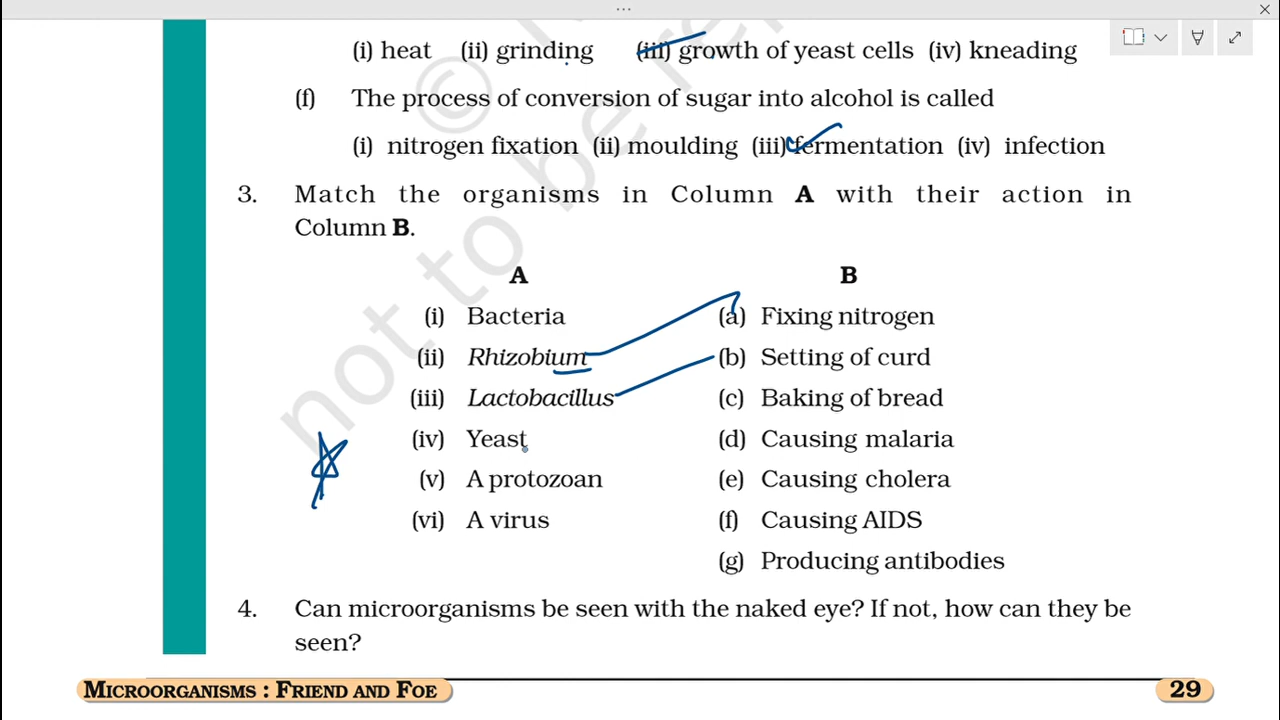 (i) heat (ii) grinding (iii) growth of yeast cells (iv) kneading
(f) The process of conversion of sugar into alcohol is called
(i) nitrogen fixation (ii) moulding (iii) fermentation (iv) infection
3. Match the organisms in Column A with their action in
Column B.
A B
(i) Bacteria (a) Fixing nitrogen
(ii) Rhizobium (b) Setting of curd
(iii) Lactobacillus (c) Baking of bread
(iv) Yeast (d) Causing malaria
(v) A protozoan (e) Causing cholera
(vi) A virus (f) Causing AIDS
(g) Producing antibodies
4. Can microorganisms be seen with the naked eye? If not, how can they be
seen?
MICROORGANISMS : FRIEND AND FOE 29
© not to be re